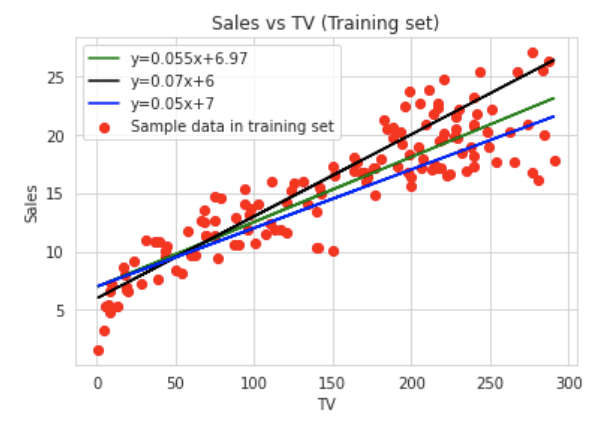 Sales vs TV (Training set)
y=0.055x+6.97
y=0.07x+6
y=0.05x+7
Sample data in training set
25
20
15
10
5
Sales
0 50 100 150 200 250 300
TV